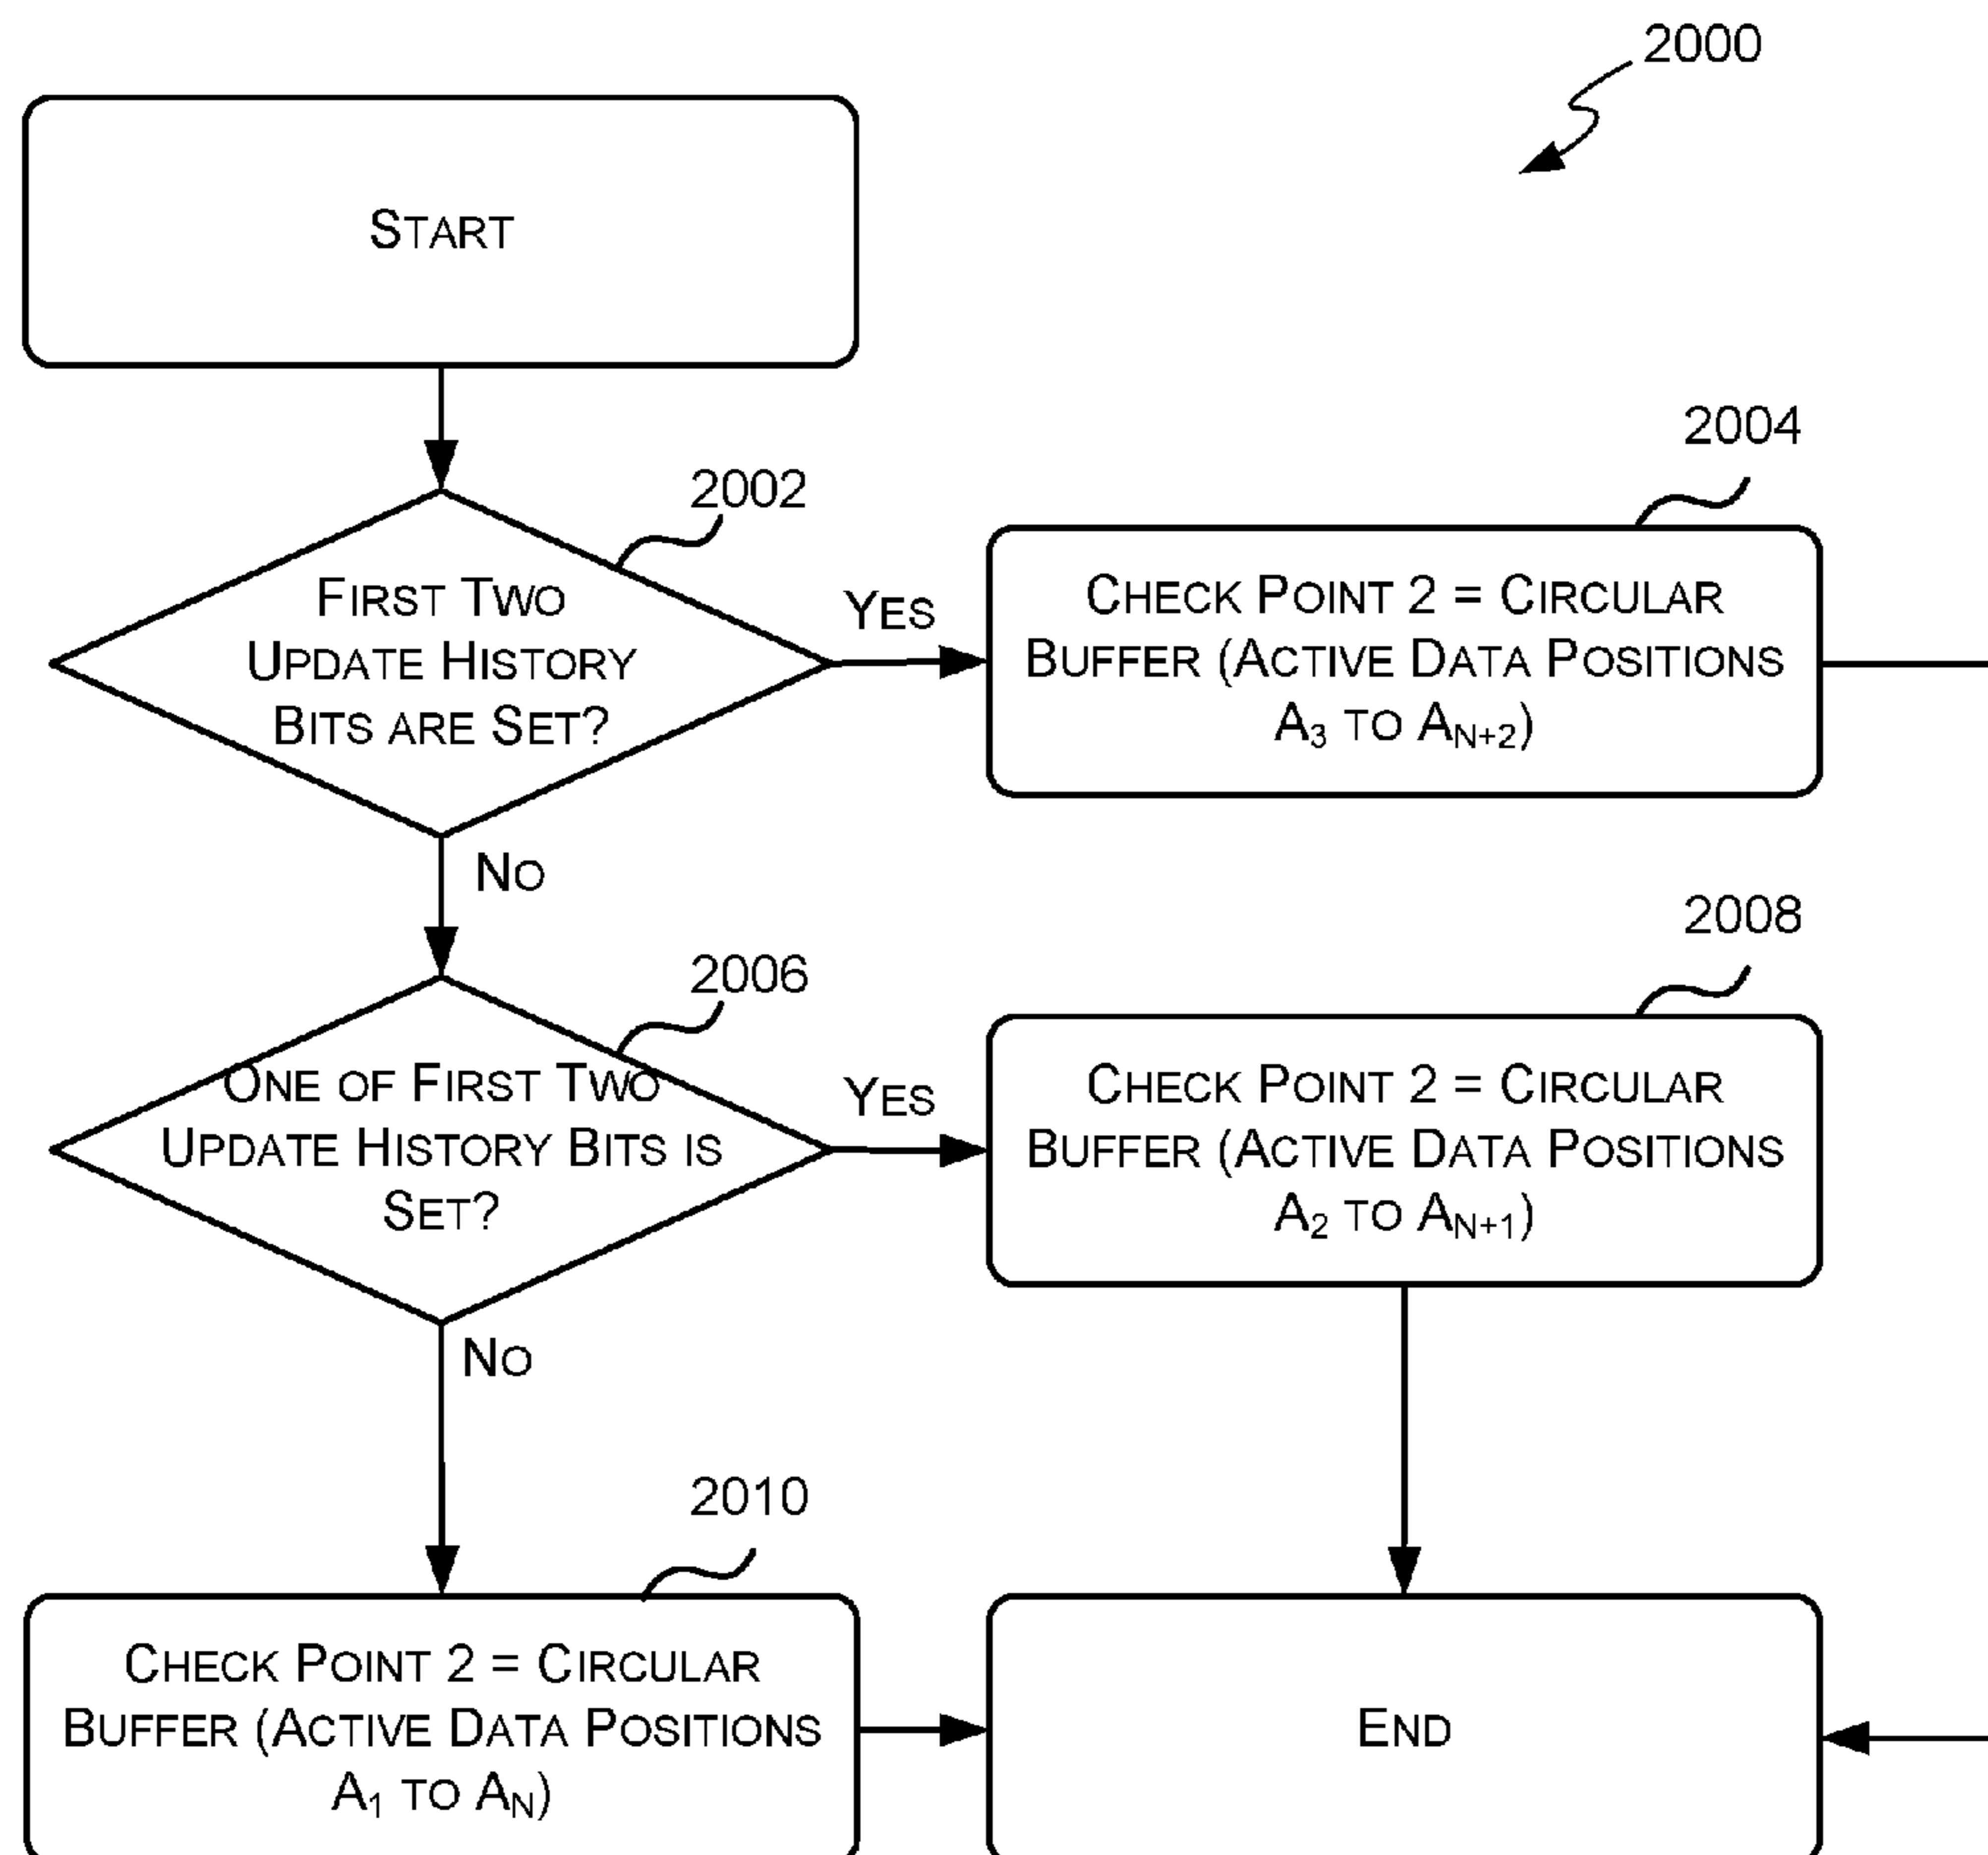 2000
START
2002
FIRST TWO
UPDATE HISTORY
BITS ARE SET?
YES
NO
2004
CHECK POINT 2 = CIRCULAR
BUFFER (ACTIVE DATA POSITIONS
A₃ TO A_N+2)
2006
ONE OF FIRST TWO
UPDATE HISTORY BITS IS
SET?
YES
NO
2008
CHECK POINT 2 = CIRCULAR
BUFFER (ACTIVE DATA POSITIONS
A₂ TO A_N+1)
2010
CHECK POINT 2 = CIRCULAR
BUFFER (ACTIVE DATA POSITIONS
A₁ TO A_N)
END